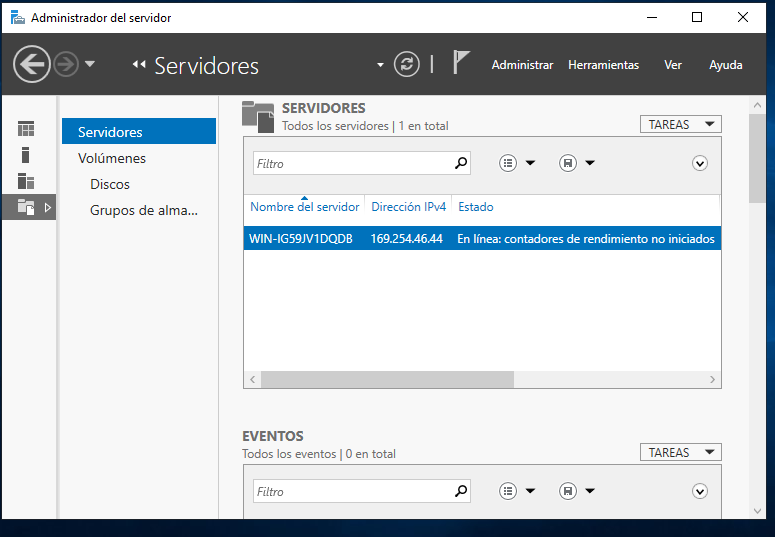 Administrador del servidor
Servidores
Administrar Herramientas Ver Ayuda
Servidores
Volúmenes
Discos
Grupos de alma...
SERVIDORES
Todos los servidores | 1 en total
TAREAS
Filtro
Nombre del servidor Dirección IPv4 Estado
WIN-IG59JV1DQDB 169.254.46.44 En línea: contadores de rendimiento no iniciados
EVENTOS
Todos los eventos | 0 en total
TAREAS
Filtro